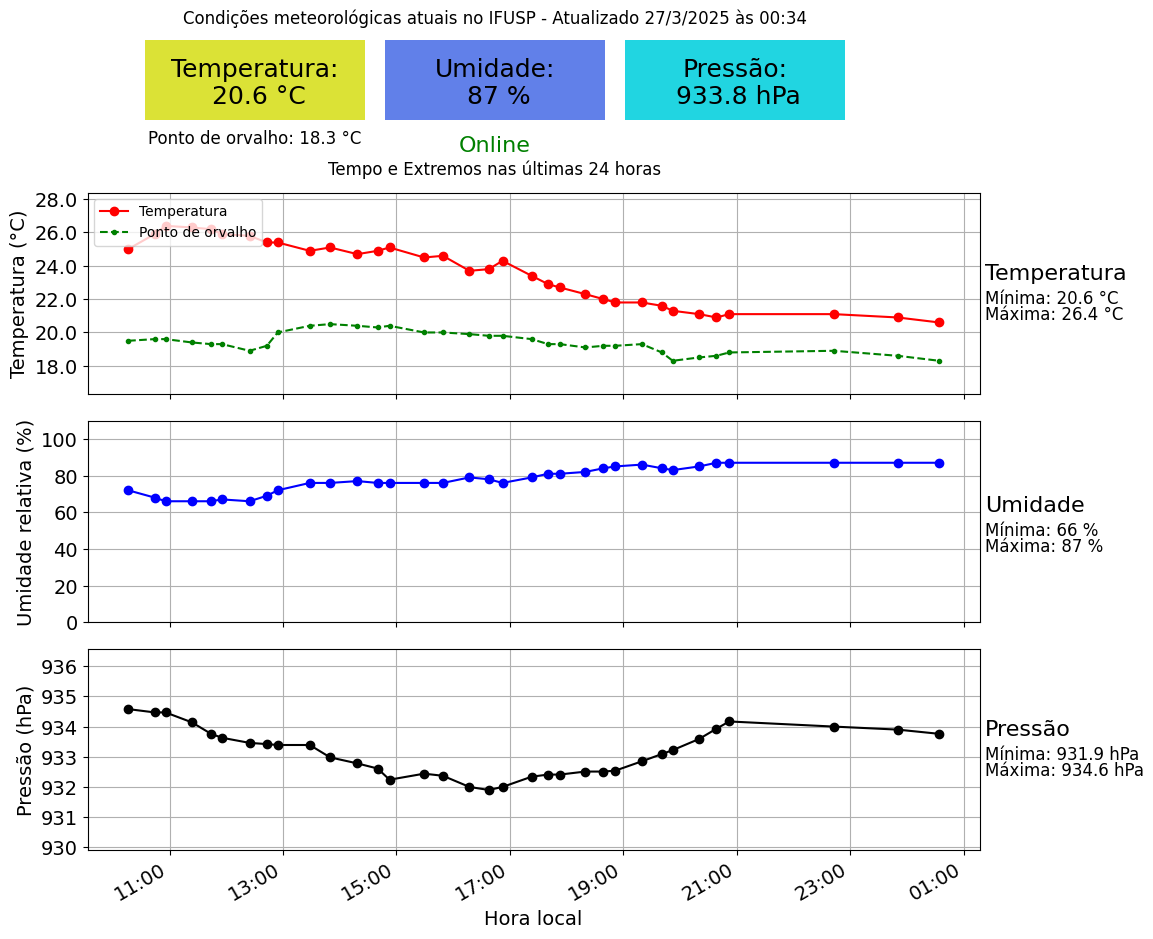 Condições meteorológicas atuais no IFUSP - Atualizado 27/3/2025 às 00:34
Temperatura:
20.6 °C
Umidade:
87 %
Pressão:
933.8 hPa
Ponto de orvalho: 18.3 °C
Online
Tempo e Extremos nas últimas 24 horas
Temperatura (°C)
28.0
26.0
24.0
22.0
20.0
18.0
Temperatura
Ponto de orvalho
Temperatura
Mínima: 20.6 °C
Máxima: 26.4 °C
Umidade relativa (%)
100
80
60
40
20
0
Umidade
Mínima: 66 %
Máxima: 87 %
Pressão (hPa)
936
935
934
933
932
931
930
Pressão
Mínima: 931.9 hPa
Máxima: 934.6 hPa
11:00
13:00
15:00
17:00
19:00
21:00
23:00
01:00
Hora local